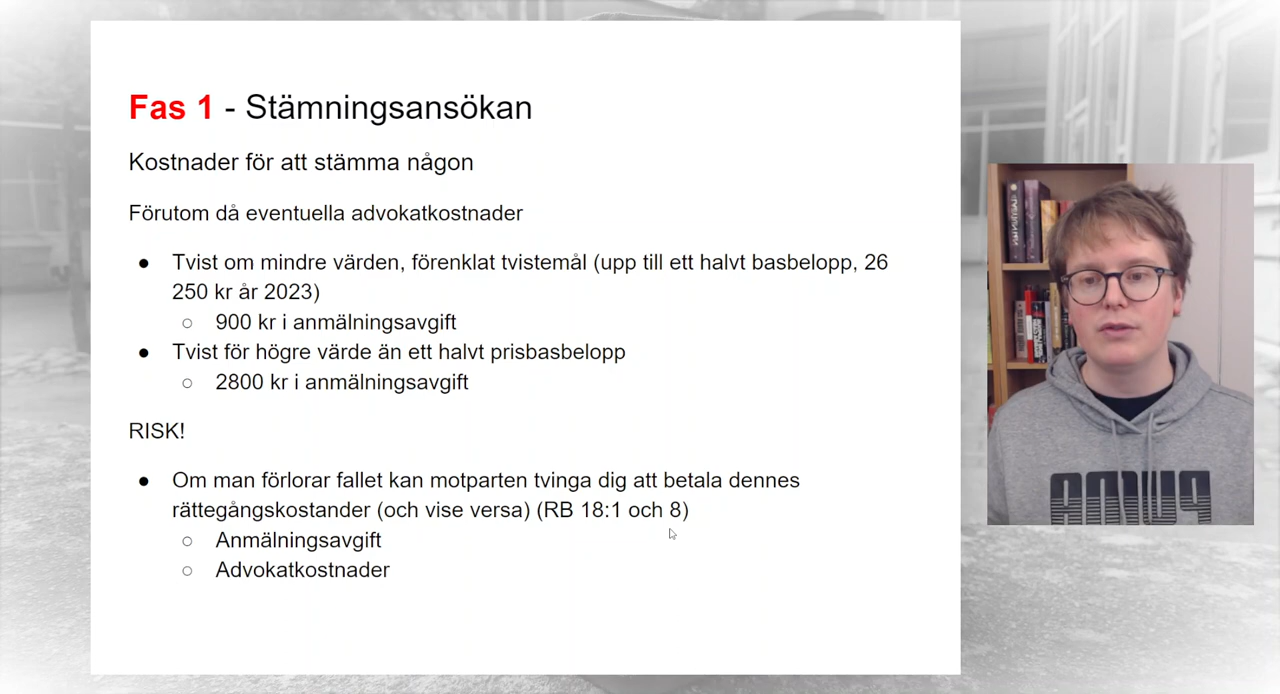 Fas 1 - Stämningsansökan
Kostnader för att stämma någon
Förutom då eventuella advokatkostnader
● Tvist om mindre värden, förenklat tvistemål (upp till ett halvt basbelopp, 26
250 kr år 2023)
○ 900 kr i anmälningsavgift
● Tvist för högre värde än ett halvt prisbasbelopp
○ 2800 kr i anmälningsavgift
RISK!
● Om man förlorar fallet kan motparten tvinga dig att betala dennes
rättegångskostander (och vise versa) (RB 18:1 och 8)
○ Anmälningsavgift
○ Advokatkostnader